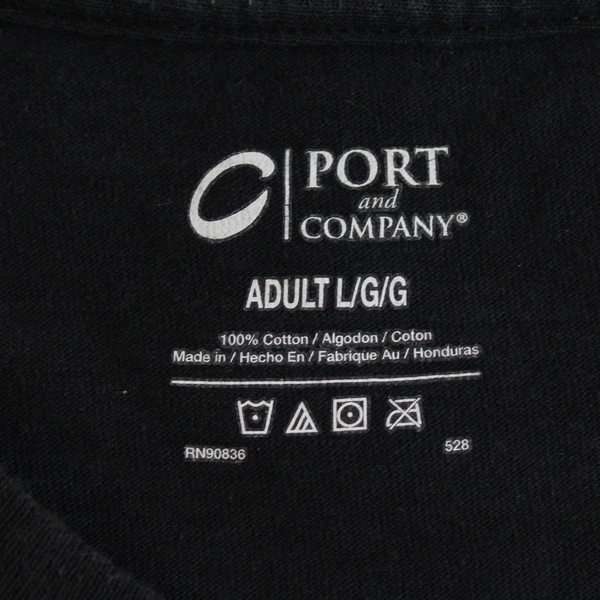 PORT
and
COMPANY®
ADULT L/G/G
100% Cotton / Algodon / Coton
Made in / Hecho En / Fabrique Au / Honduras
RN90836 528